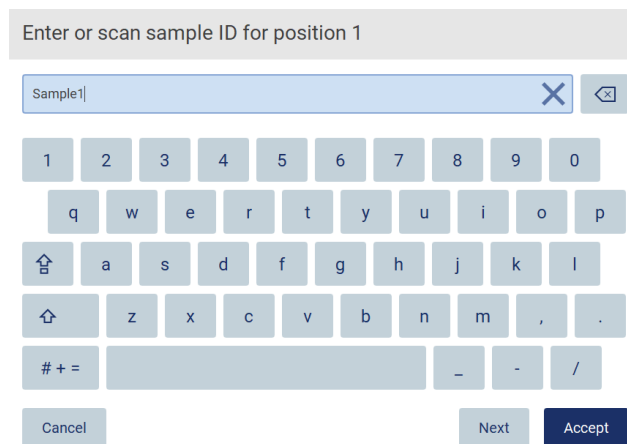 Enter or scan sample ID for position 1
Sample1
1 2 3 4 5 6 7 8 9 0
q w e r t y u i o p
a s d f g h j k l
z x c v b n m , .
# + = _ - /
Cancel Next Accept